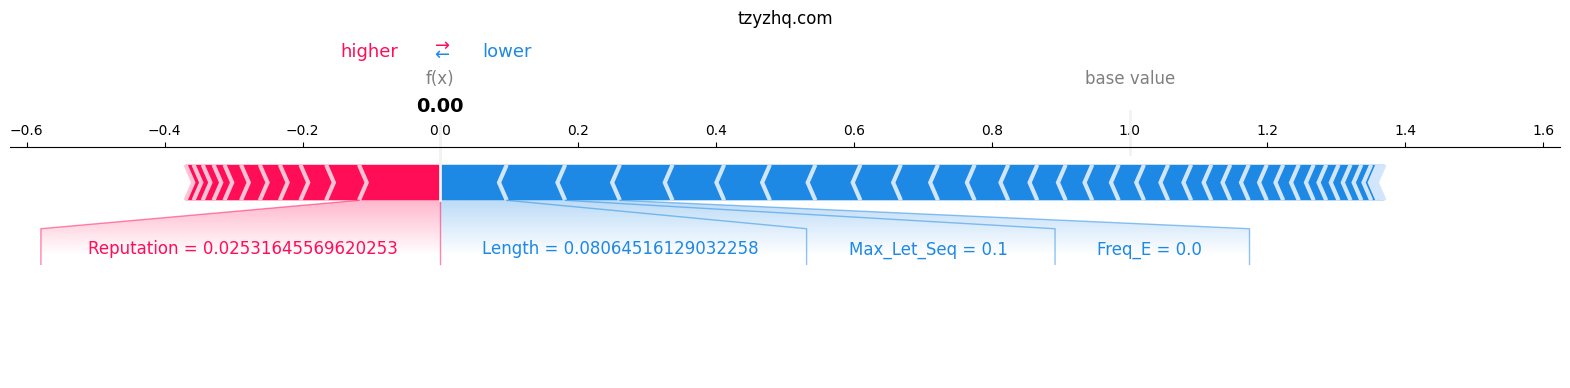 tzyzhq.com
higher → ← lower
f(x) base value
0.00
−0.6 −0.4 −0.2 0.0 0.2 0.4 0.6 0.8 1.0 1.2 1.4 1.6
Reputation = 0.02531645569620253 Length = 0.08064516129032258 Max_Let_Seq = 0.1 Freq_E = 0.0